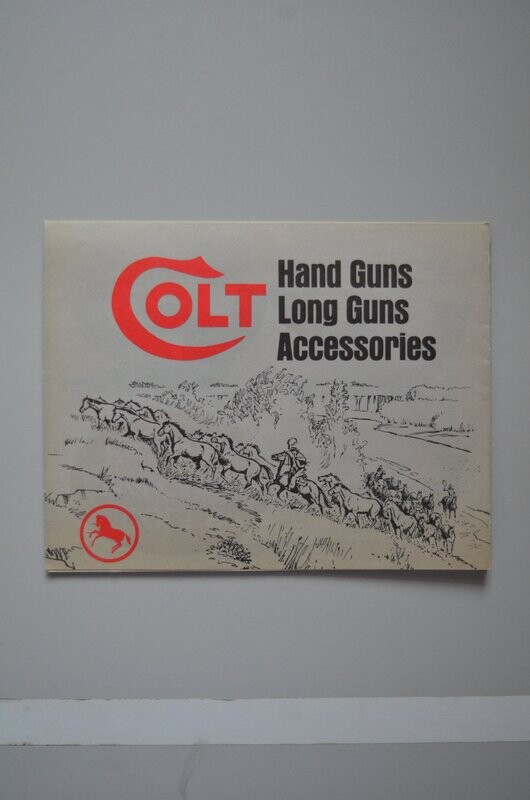 COLT
Hand Guns
Long Guns
Accessories